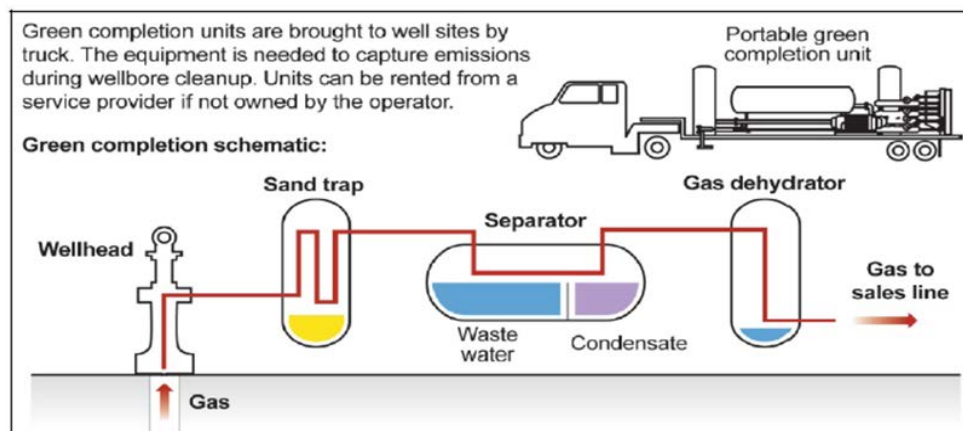 Green completion units are brought to well sites by
truck. The equipment is needed to capture emissions
during wellbore cleanup. Units can be rented from a
service provider if not owned by the operator.
Portable green
completion unit
Green completion schematic:
Sand trap
Gas dehydrator
Separator
Wellhead
Gas to
sales line
Waste
water
Condensate
Gas